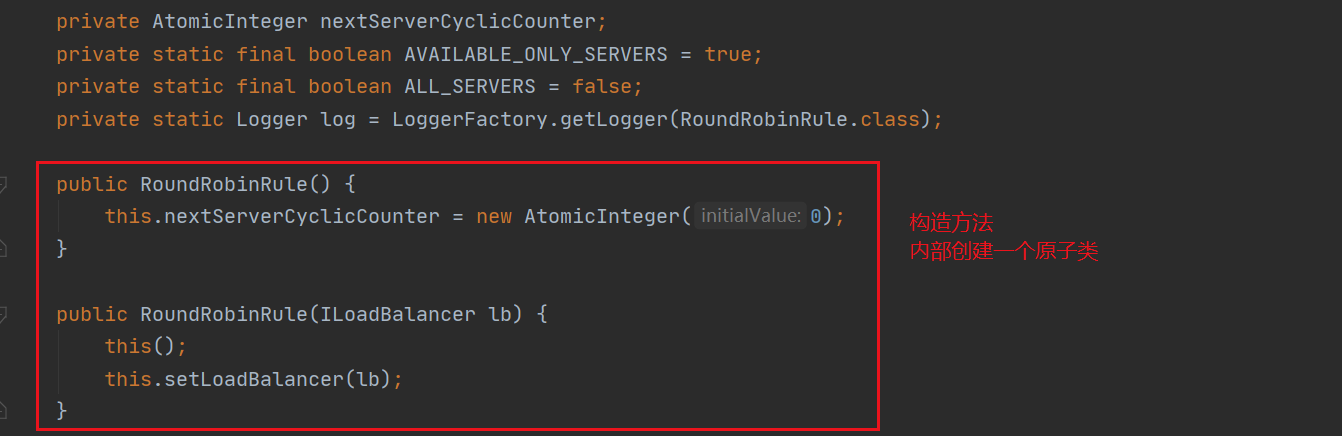 private AtomicInteger nextServerCyclicCounter;
private static final boolean AVAILABLE_ONLY_SERVERS = true;
private static final boolean ALL_SERVERS = false;
private static Logger log = LoggerFactory.getLogger(RoundRobinRule.class);
public RoundRobinRule() {
this.nextServerCyclicCounter = new AtomicInteger( initialValue: 0);
}
public RoundRobinRule(ILoadBalancer lb) {
this();
this.setLoadBalancer(lb);
}
构造方法
内部创建一个原子类